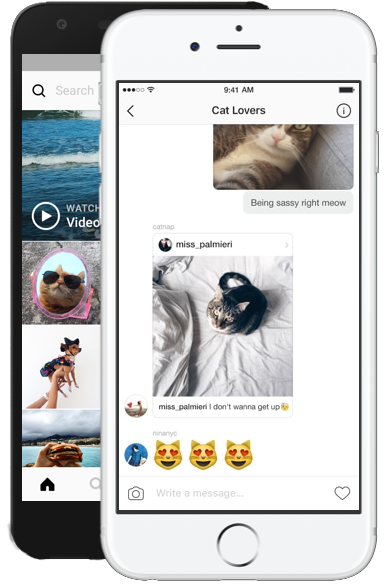 Search
WATCH
Video
9:41 AM
Cat Lovers
Being sassy right meow
catnap
miss_palmieri
miss_palmieri I don't wanna get up😴
ninanyc
😻 😻 😻
Write a message...